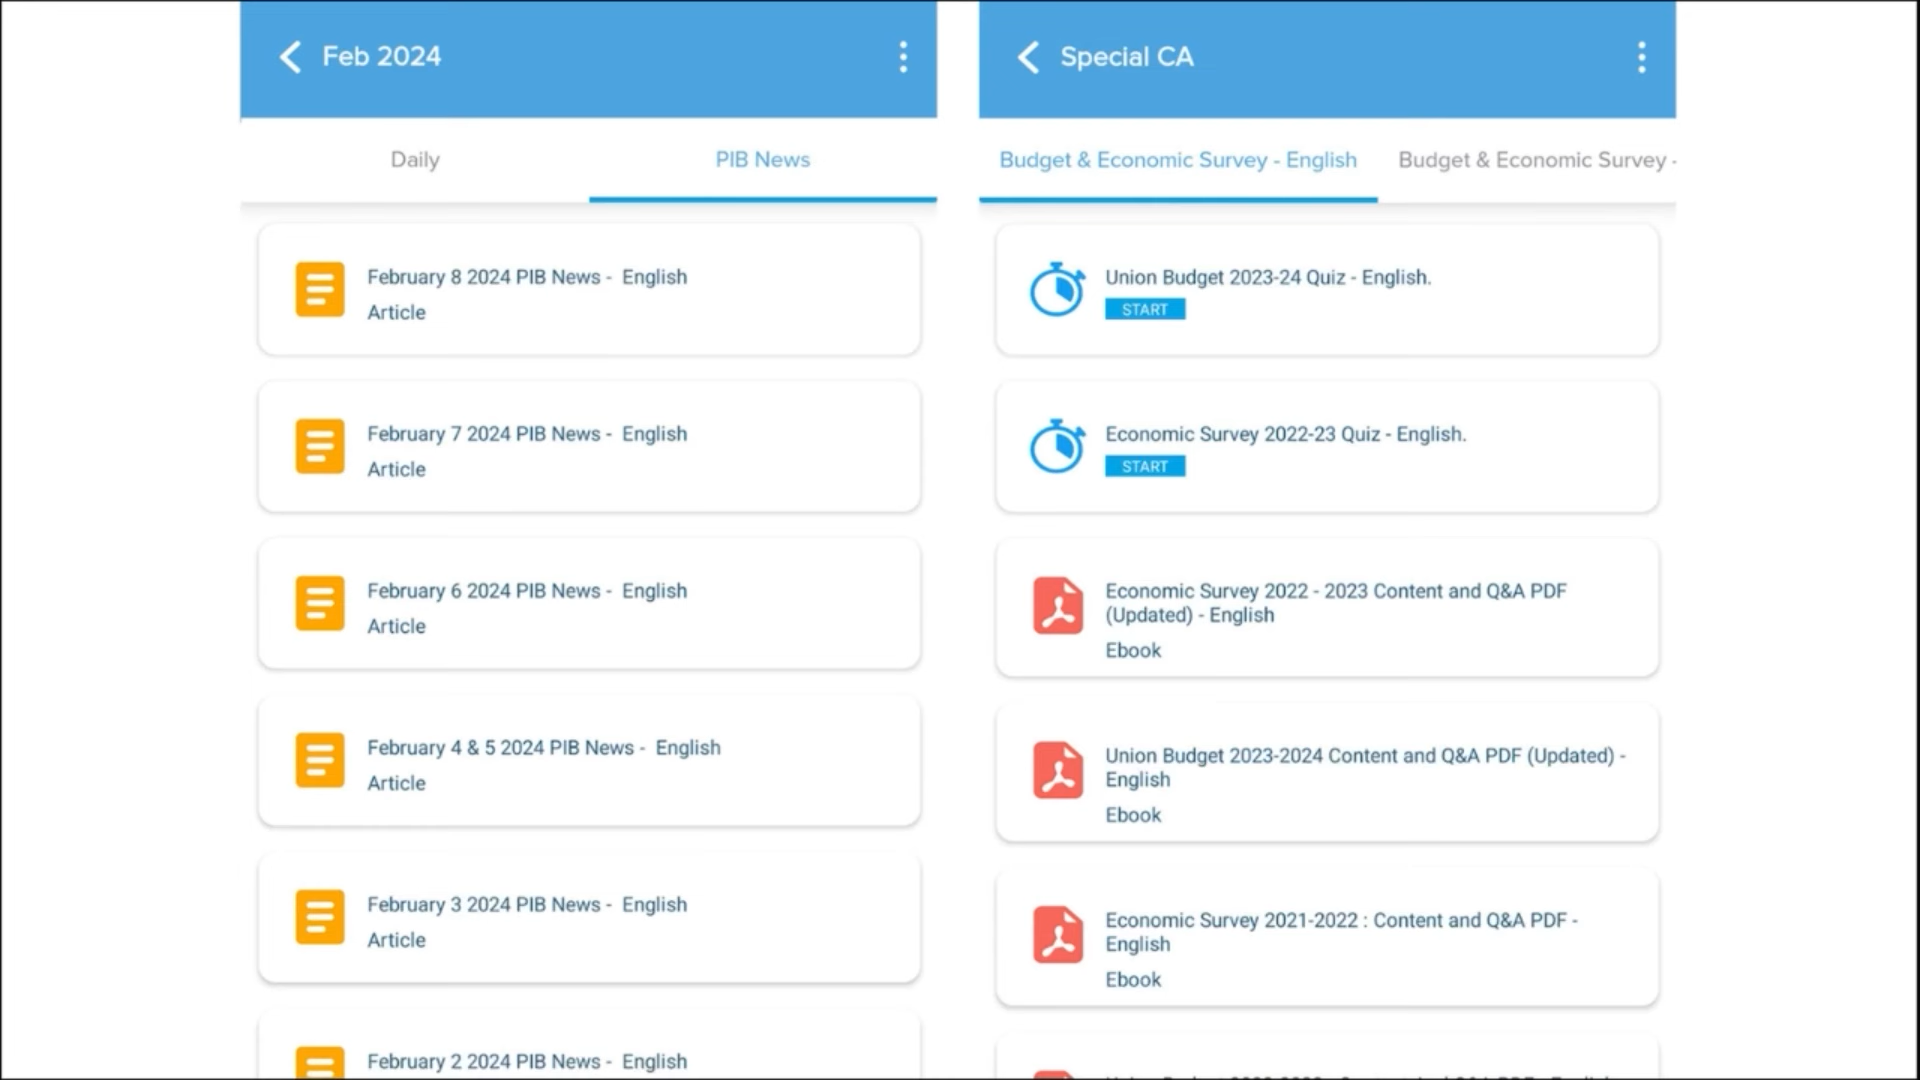 Feb 2024
Daily
PIB News
February 8 2024 PIB News - English
Article
February 7 2024 PIB News - English
Article
February 6 2024 PIB News - English
Article
February 4 & 5 2024 PIB News - English
Article
February 3 2024 PIB News - English
Article
February 2 2024 PIB News - English
Special CA
Budget & Economic Survey - English
Budget & Economic Survey -
Union Budget 2023-24 Quiz - English.
START
Economic Survey 2022-23 Quiz - English.
START
Economic Survey 2022 - 2023 Content and Q&A PDF
(Updated) - English
Ebook
Union Budget 2023-2024 Content and Q&A PDF (Updated) -
English
Ebook
Economic Survey 2021-2022 : Content and Q&A PDF -
English
Ebook